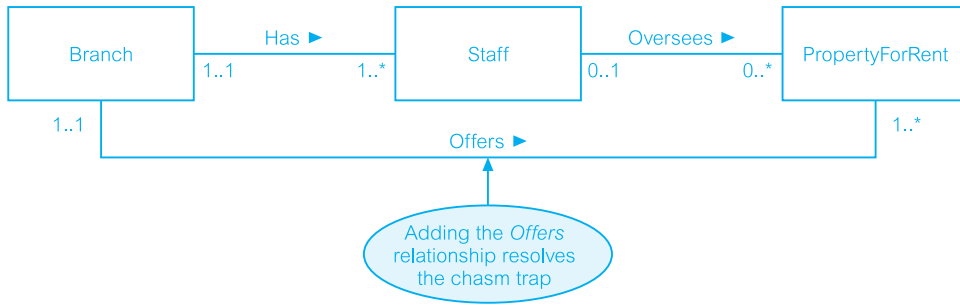 Has ►
Oversees ►
Branch
Staff
PropertyForRent
1..1
1..*
0..1
0..*
1..1
1..*
Offers ►
Adding the Offers
relationship resolves
the chasm trap